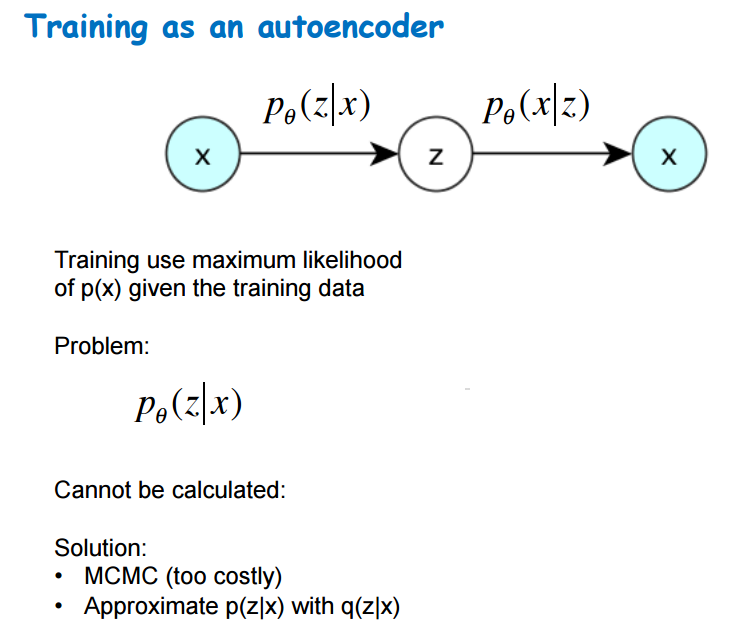 Training as an autoencoder
pθ(z|x) pθ(x|z)
x z x
Training use maximum likelihood
of p(x) given the training data
Problem:
pθ(z|x)
Cannot be calculated:
Solution:
• MCMC (too costly)
• Approximate p(z|x) with q(z|x)